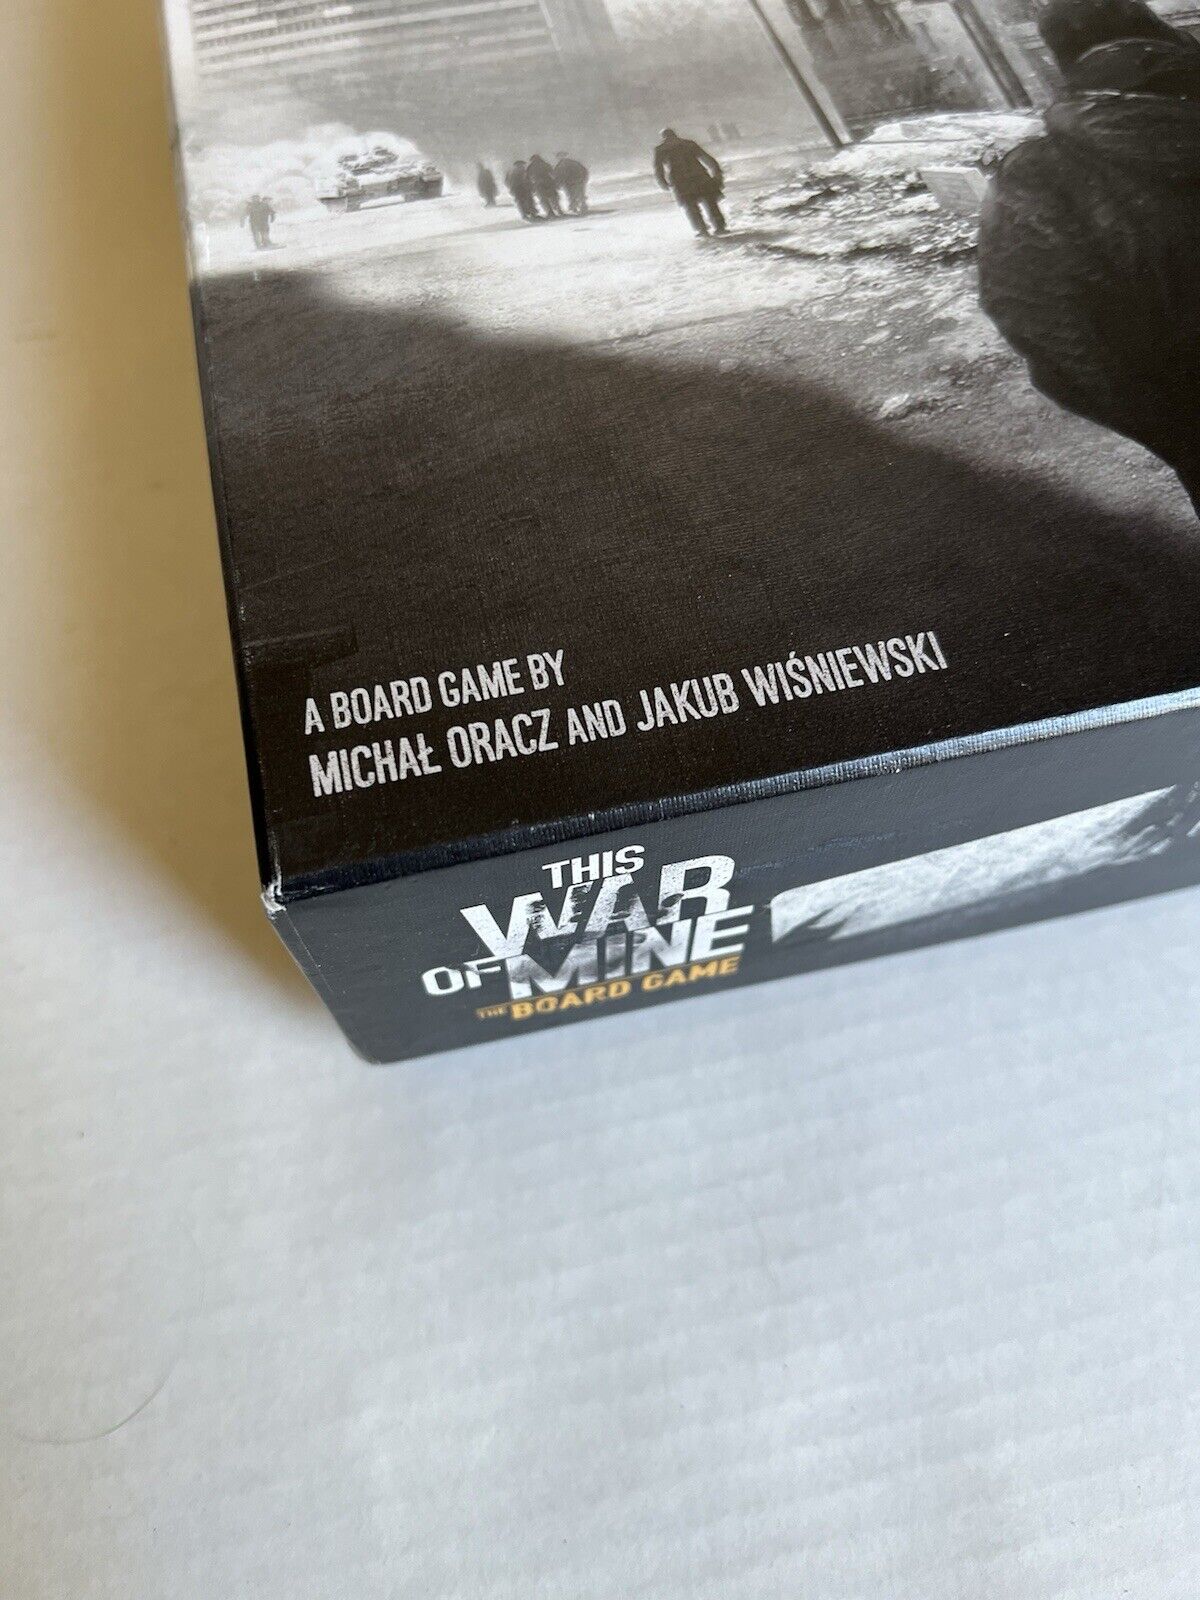 A BOARD GAME BY
MICHAŁ ORACZ AND JAKUB WIŚNIEWSKI
THIS
WAR
OF MINE
THE BOARD GAME